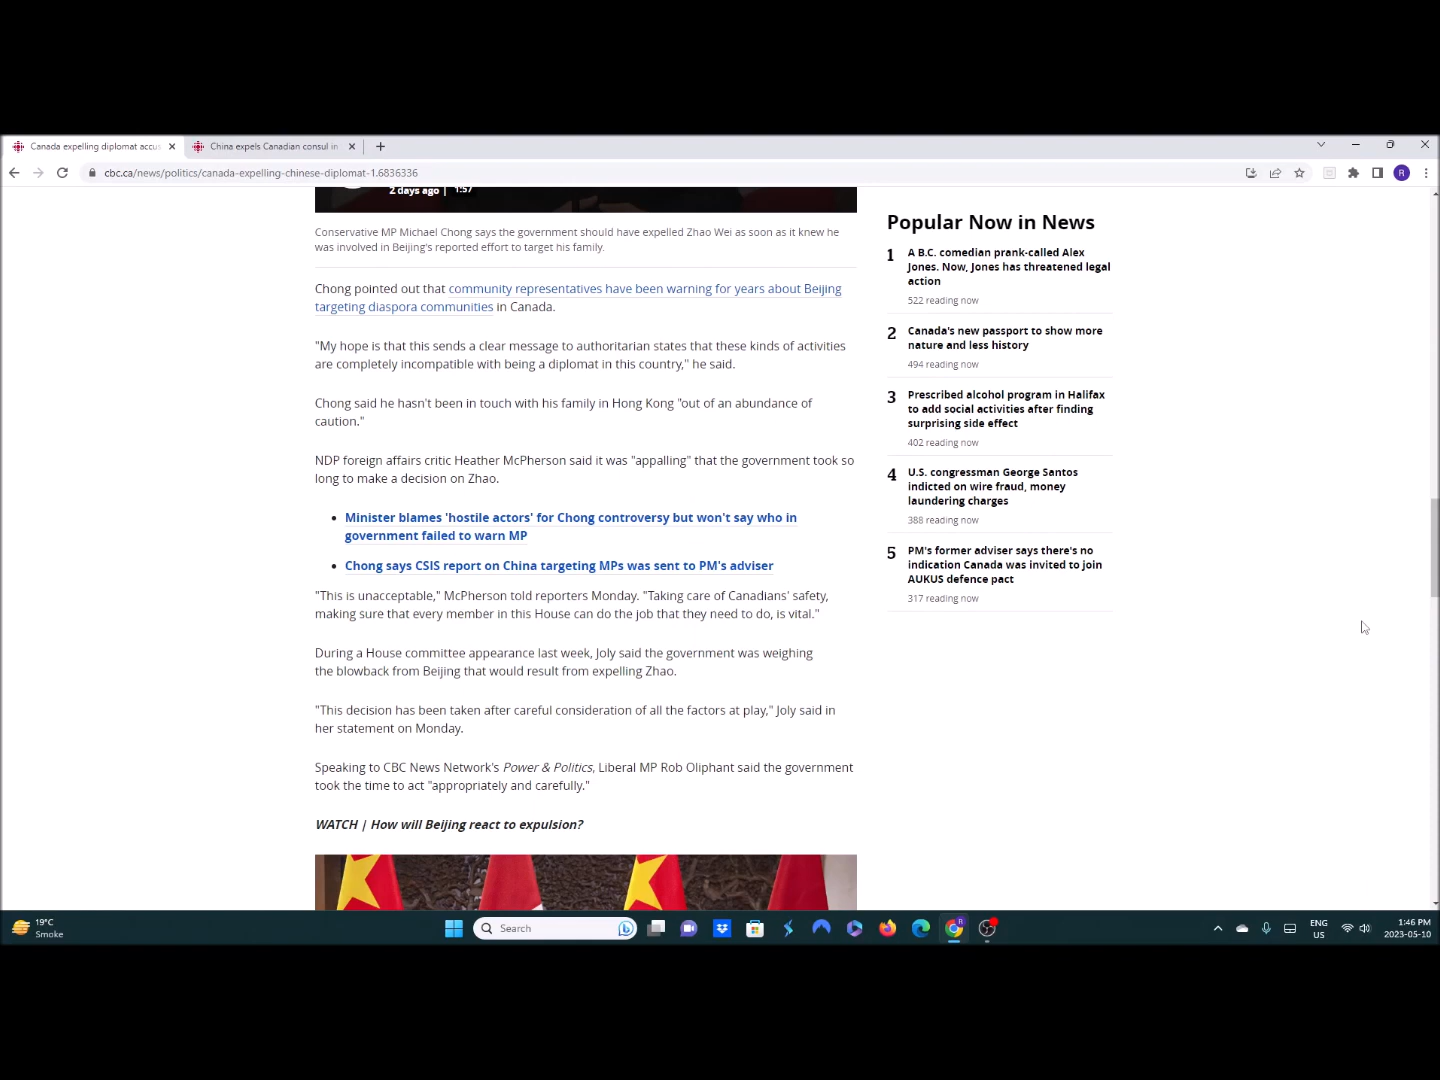 Canada expelling diplomat accus
China expels Canadian consul in
cbc.ca/news/politics/canada-expelling-chinese-diplomat-1.6836336
R
2 days ago | 1:57
Conservative MP Michael Chong says the government should have expelled Zhao Wei as soon as it knew he
was involved in Beijing's reported effort to target his family.
Chong pointed out that community representatives have been warning for years about Beijing
targeting diaspora communities in Canada.
"My hope is that this sends a clear message to authoritarian states that these kinds of activities
are completely incompatible with being a diplomat in this country," he said.
Chong said he hasn't been in touch with his family in Hong Kong "out of an abundance of
caution."
NDP foreign affairs critic Heather McPherson said it was "appalling" that the government took so
long to make a decision on Zhao.
• Minister blames 'hostile actors' for Chong controversy but won't say who in
government failed to warn MP
• Chong says CSIS report on China targeting MPs was sent to PM's adviser
"This is unacceptable," McPherson told reporters Monday. "Taking care of Canadians' safety,
making sure that every member in this House can do the job that they need to do, is vital."
During a House committee appearance last week, Joly said the government was weighing
the blowback from Beijing that would result from expelling Zhao.
"This decision has been taken after careful consideration of all the factors at play," Joly said in
her statement on Monday.
Speaking to CBC News Network's Power & Politics, Liberal MP Rob Oliphant said the government
took the time to act "appropriately and carefully."
WATCH | How will Beijing react to expulsion?
Popular Now in News
1 A B.C. comedian prank-called Alex
Jones. Now, Jones has threatened legal
action
522 reading now
2 Canada's new passport to show more
nature and less history
494 reading now
3 Prescribed alcohol program in Halifax
to add social activities after finding
surprising side effect
402 reading now
4 U.S. congressman George Santos
indicted on wire fraud, money
laundering charges
388 reading now
5 PM's former adviser says there's no
indication Canada was invited to join
AUKUS defence pact
317 reading now
19°C
Smoke
Search
R
ENG
US
1:46 PM
2023-05-10